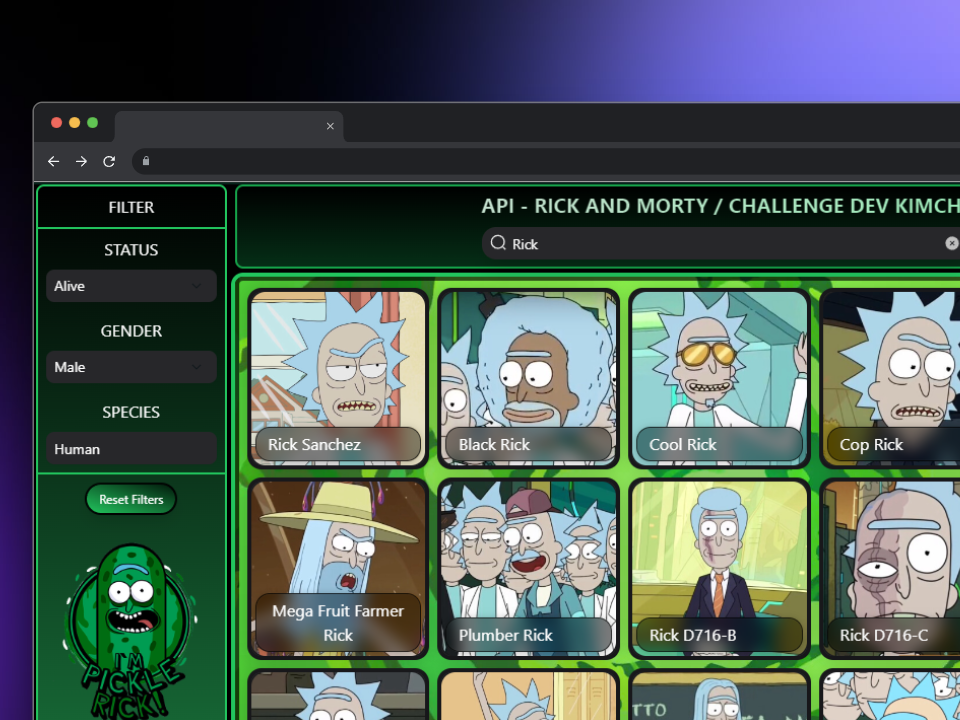 FILTER
STATUS
Alive
GENDER
Male
SPECIES
Human
Reset Filters
I'M
PICKLE
RICK!
API - RICK AND MORTY / CHALLENGE DEV KIMCH
Rick
Rick Sanchez
Black Rick
Cool Rick
Cop Rick
Mega Fruit Farmer
Rick
Plumber Rick
Rick D716-B
Rick D716-C
TTO